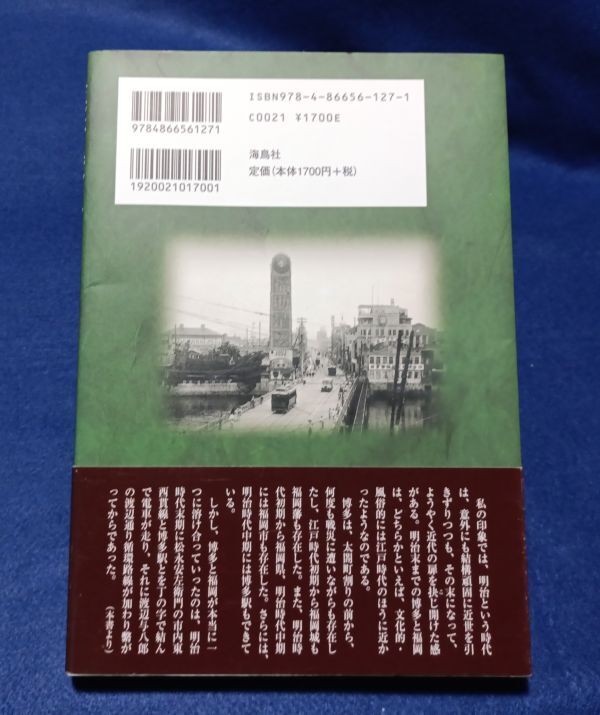 ISBN978-4-86656-127-1
C0021 ¥1700E
9784866561271
海鳥社
定価(本体1700円+税)
1920021017001
私の印象では、明治という時代
は、意外にも結構頑固に近世を引
きずりつつも、その末になって、
ようやく近代の扉を抉じ開けた感
がある。明治末までの博多と福岡
は、どちらかといえば、文化的・
風俗的には江戸時代のほうに近か
ったようなのである。
博多は、太閤町割りの前から、
何度も戦災に遭いながらも存在し
たし、江戸時代初期から福岡城も
福岡藩も存在した。また、明治時
代初期から福岡県、明治時代中期
には福岡市も存在した。さらには、
明治時代中期には博多駅もできて
いる。
しかし、博多と福岡が本当に一
つに溶け合っていったのは、明治
時代末期に松永安左衛門の市内東
西貫線と博多駅とを丁の字で結ん
で電車が走り、それに渡辺与八郎
の渡辺通り循環路線が加わり繋が
ってからであった。
(本書より)